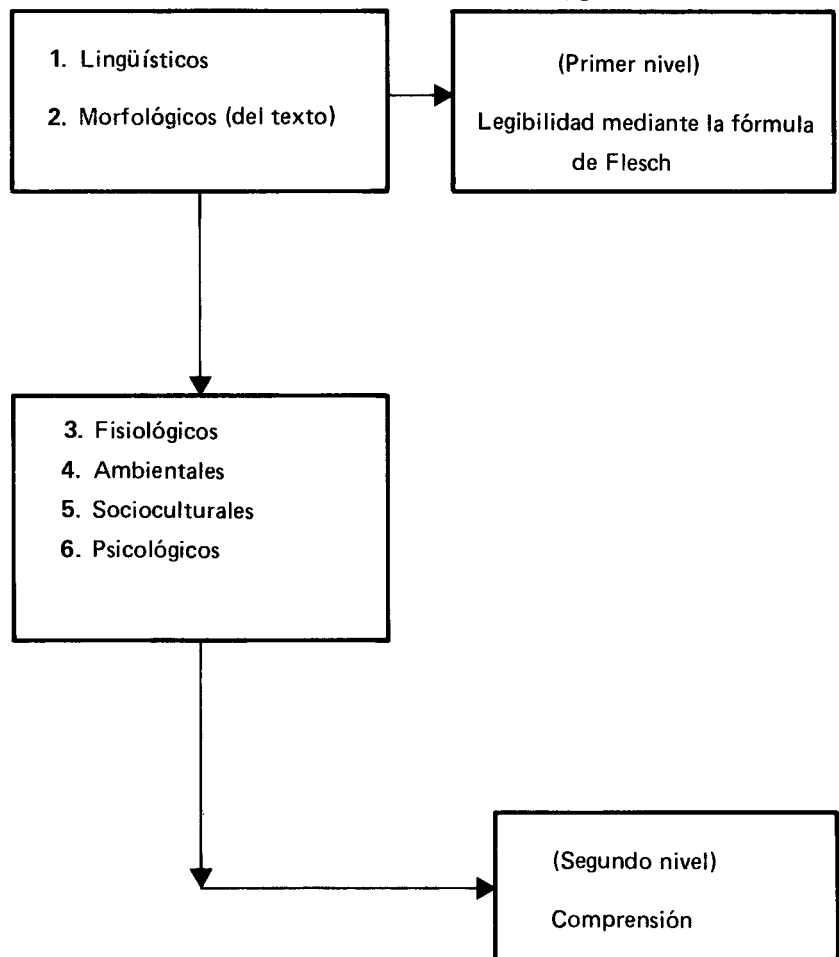 1. Lingüísticos
2. Morfológicos (del texto)
(Primer nivel)
Legibilidad mediante la fórmula
de Flesch
3. Fisiológicos
4. Ambientales
5. Socioculturales
6. Psicológicos
(Segundo nivel)
Comprensión